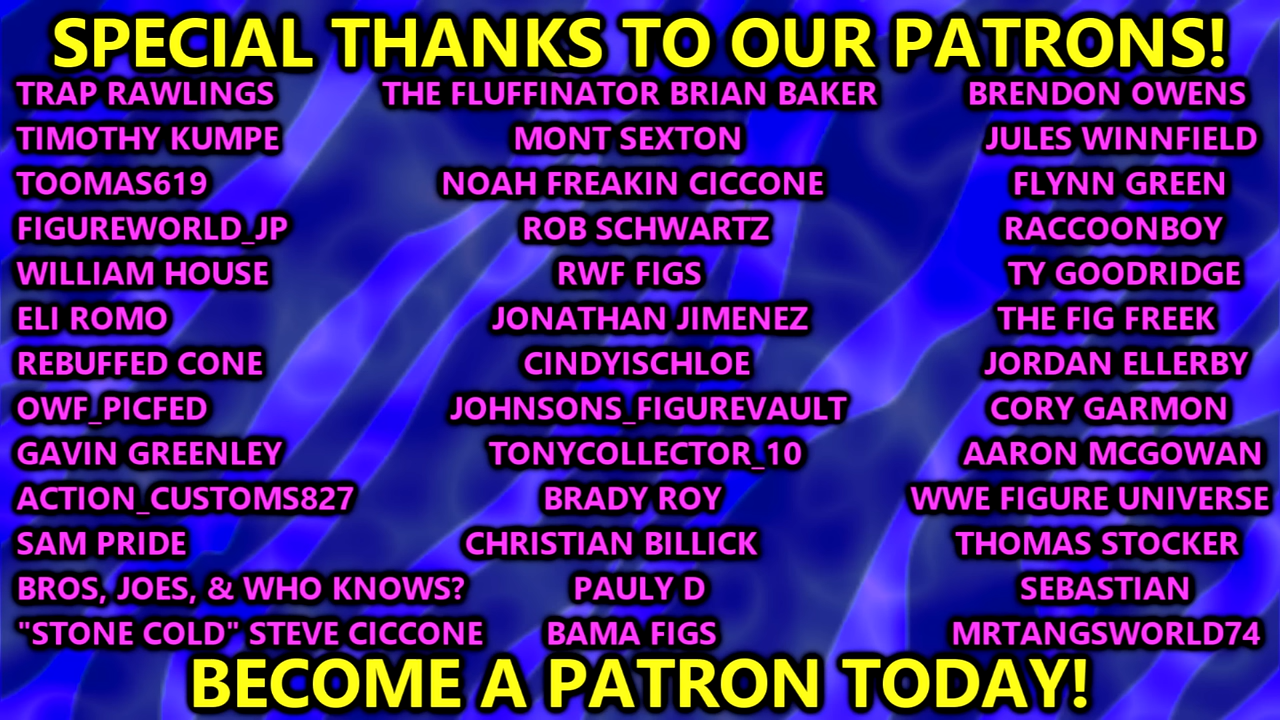 SPECIAL THANKS TO OUR PATRONS!
TRAP RAWLINGS THE FLUFFINATOR BRIAN BAKER BRENDON OWENS
TIMOTHY KUMPE MONT SEXTON JULES WINNFIELD
TOOMAS619 NOAH FREAKIN CICCONE FLYNN GREEN
FIGUREWORLD_JP ROB SCHWARTZ RACCOONBOY
WILLIAM HOUSE RWF FIGS TY GOODRIDGE
ELI ROMO JONATHAN JIMENEZ THE FIG FREEK
REBUFFED CONE CINDYISCHLOE JORDAN ELLERBY
OWF_PICFED JOHNSONS_FIGUREVAULT CORY GARMON
GAVIN GREENLEY TONYCOLLECTOR_10 AARON MCGOWAN
ACTION_CUSTOMS827 BRADY ROY WWE FIGURE UNIVERSE
SAM PRIDE CHRISTIAN BILLICK THOMAS STOCKER
BROS, JOES, & WHO KNOWS? PAULY D SEBASTIAN
"STONE COLD" STEVE CICCONE BAMA FIGS MRTANGSWORLD74
BECOME A PATRON TODAY!